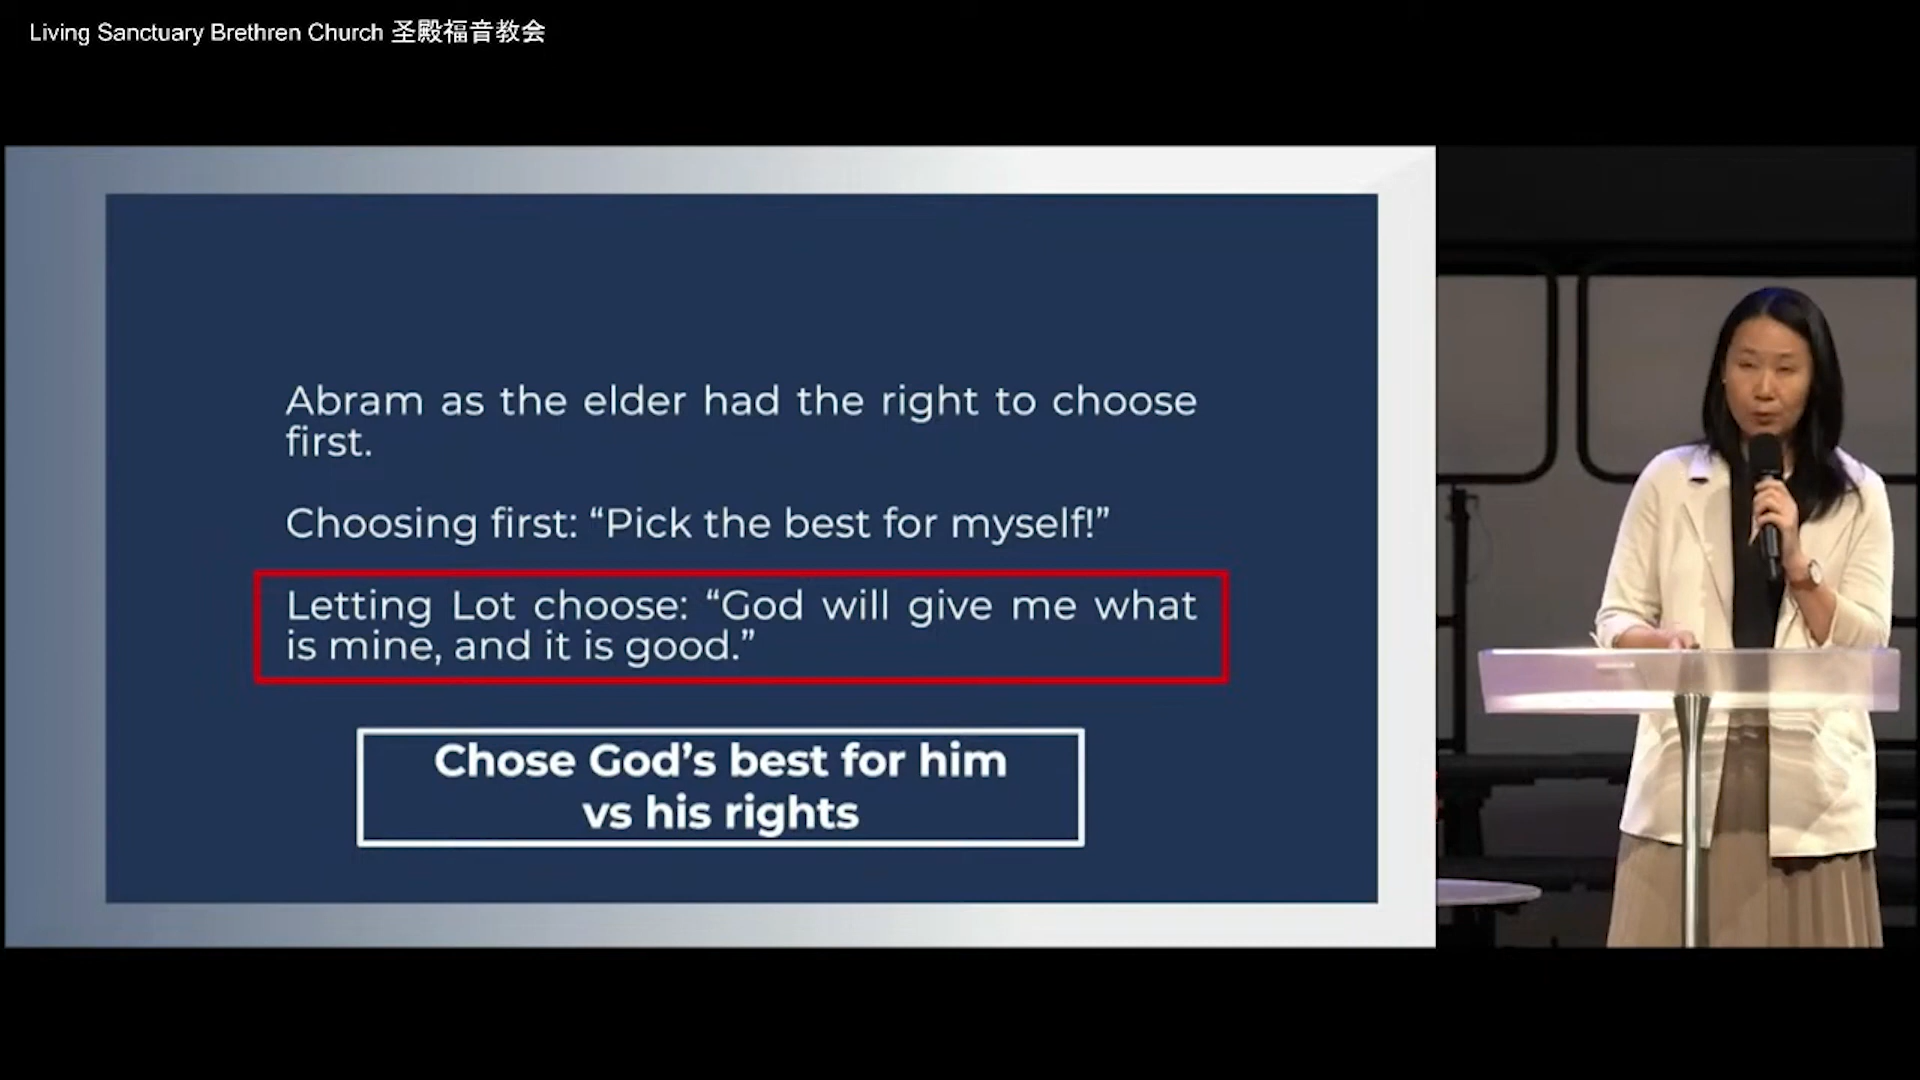 Living Sanctuary Brethren Church 圣殿福音教会
Abram as the elder had the right to choose
first.
Choosing first: “Pick the best for myself!”
Letting Lot choose: “God will give me what
is mine, and it is good.”
Chose God’s best for him
vs his rights